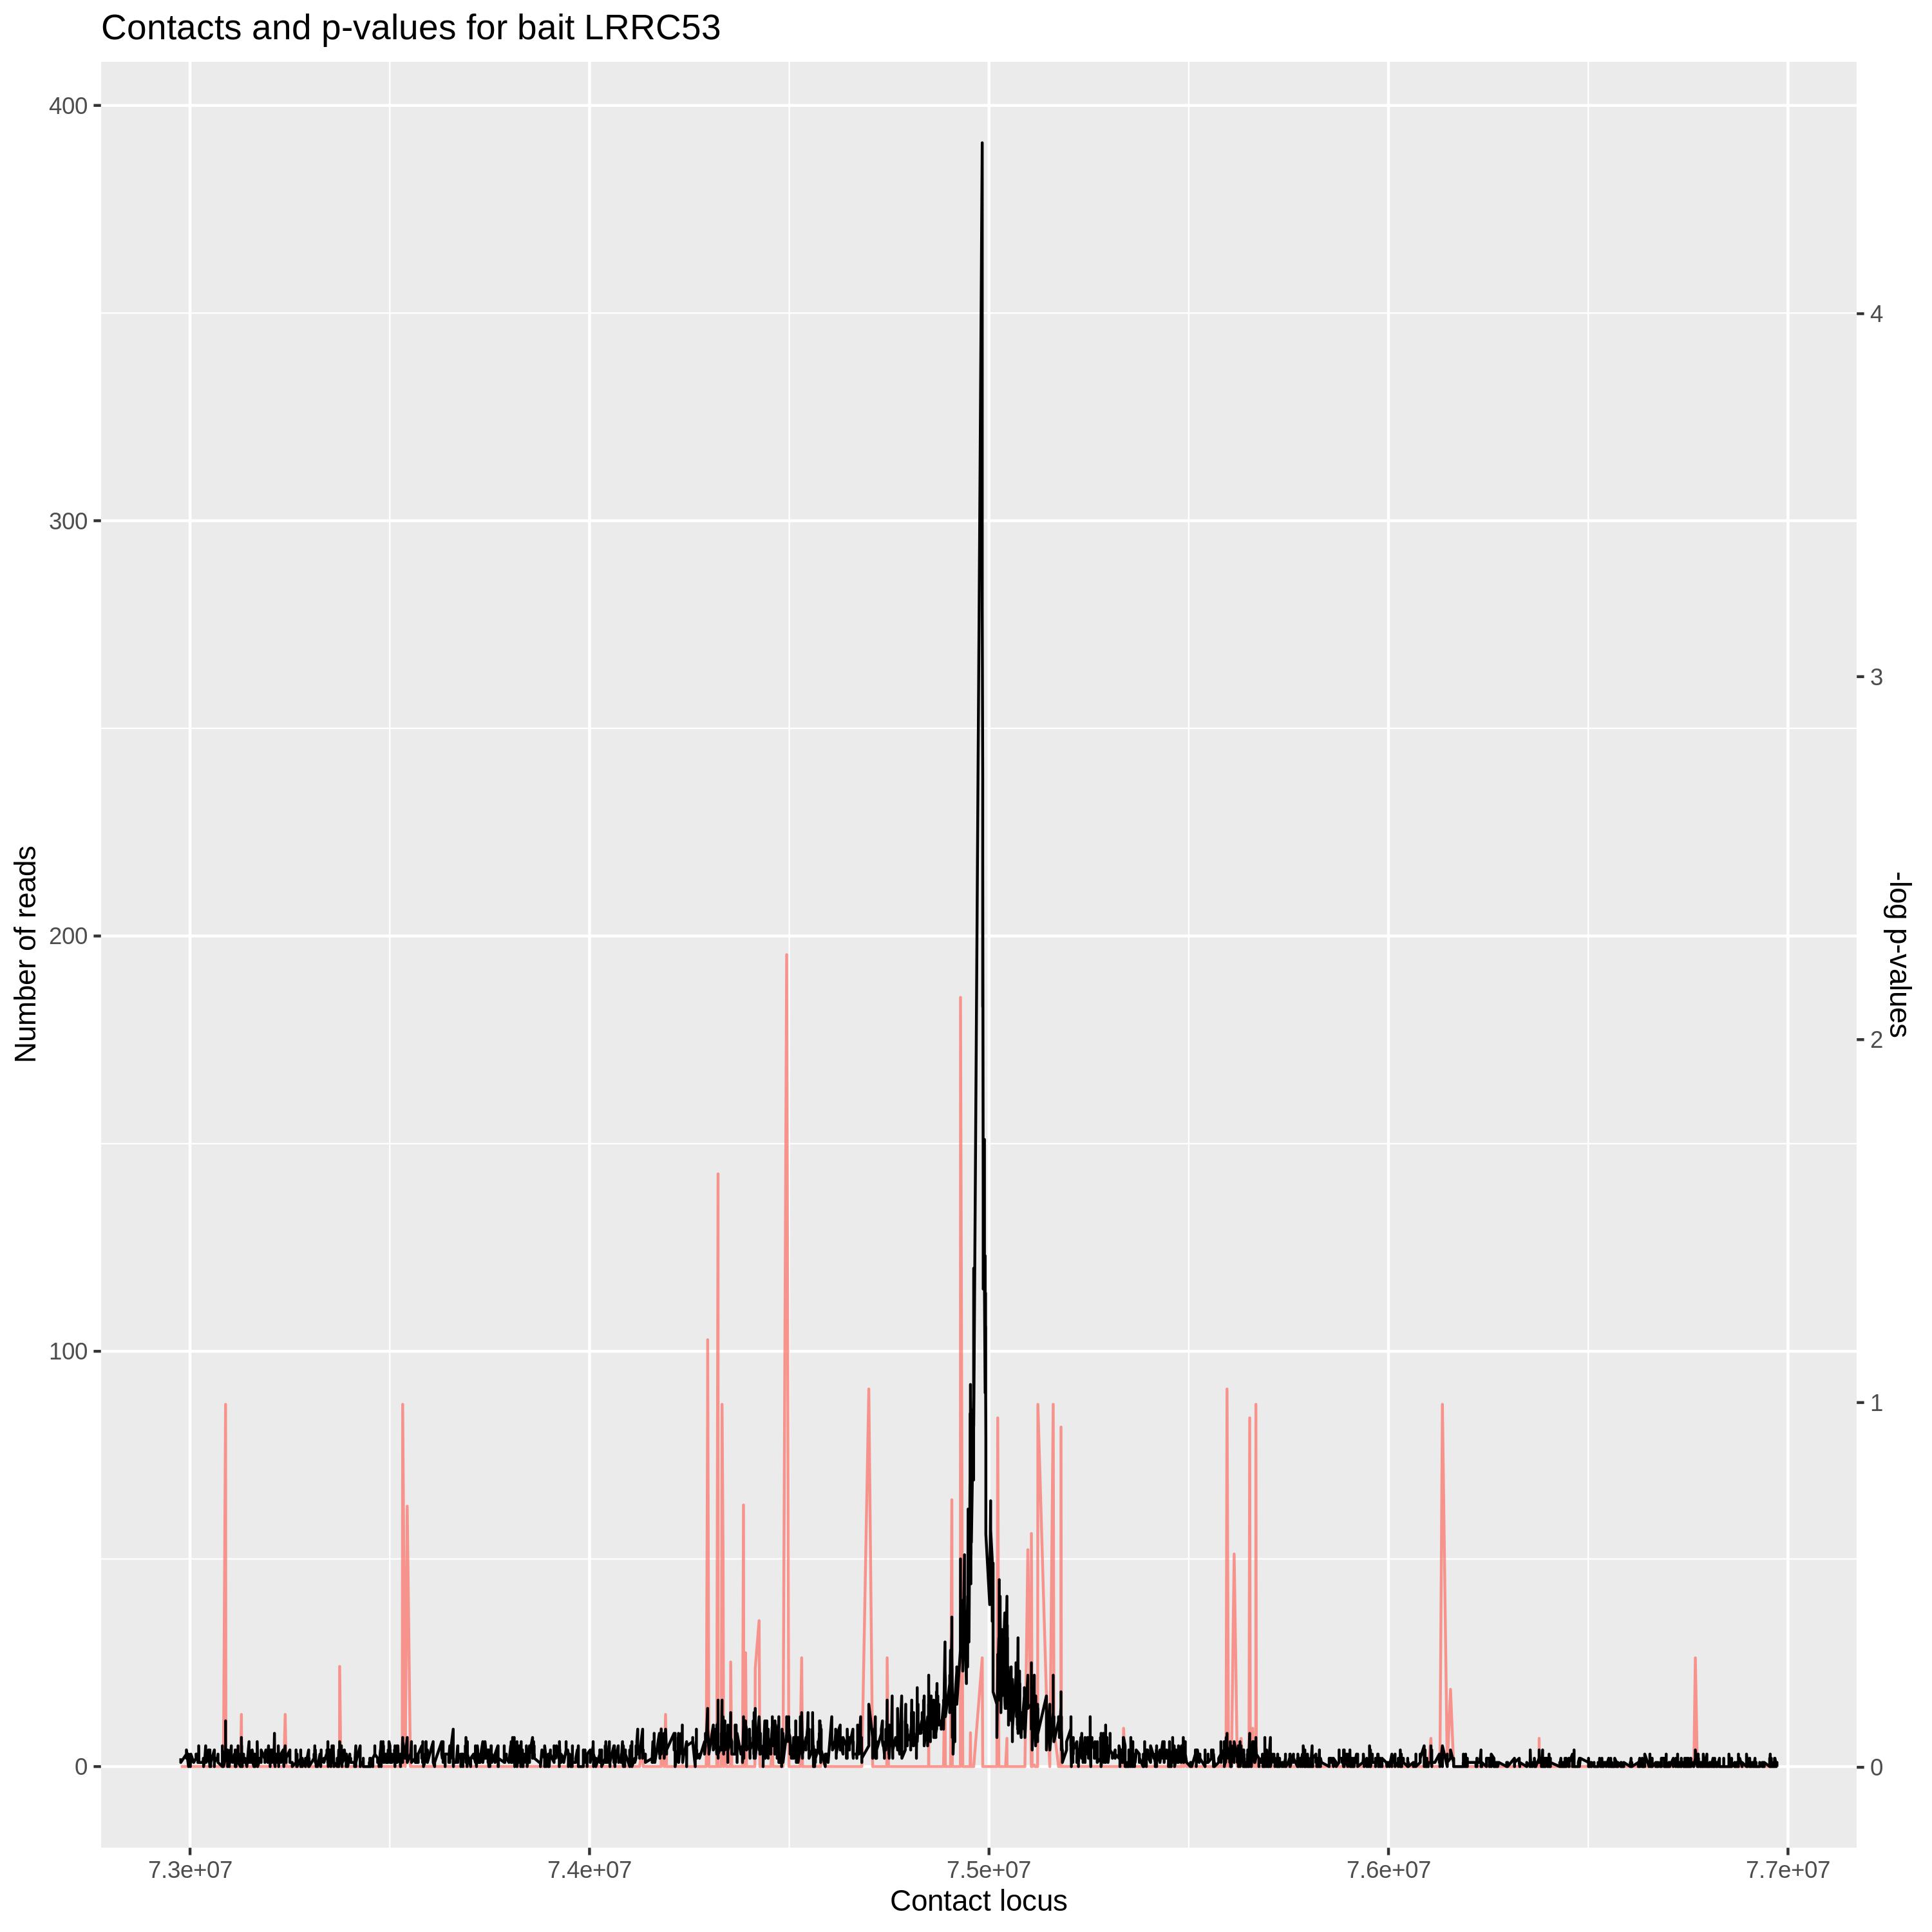 Contacts and p-values for bait LRRC53
400
300
200
100
0
Number of reads
4
3
2
1
0
-log p-values
7.3e+07 7.4e+07 7.5e+07 7.6e+07 7.7e+07
Contact locus